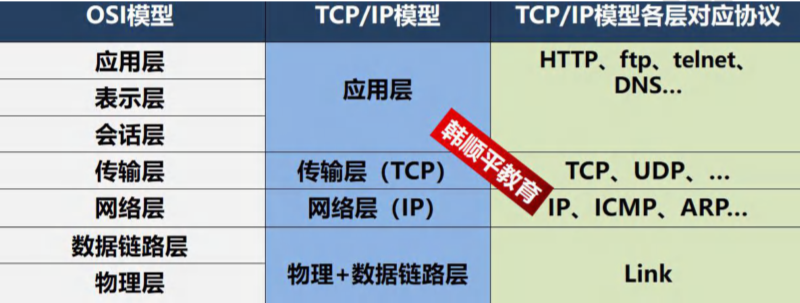 OSI模型 TCP/IP模型 TCP/IP模型各层对应协议
应用层
表示层
会话层
传输层
网络层
数据链路层
物理层
应用层
传输层（TCP）
网络层（IP）
物理+数据链路层
HTTP、ftp、telnet、
DNS...
TCP、UDP、...
IP、ICMP、ARP...
Link
韩顺平教育